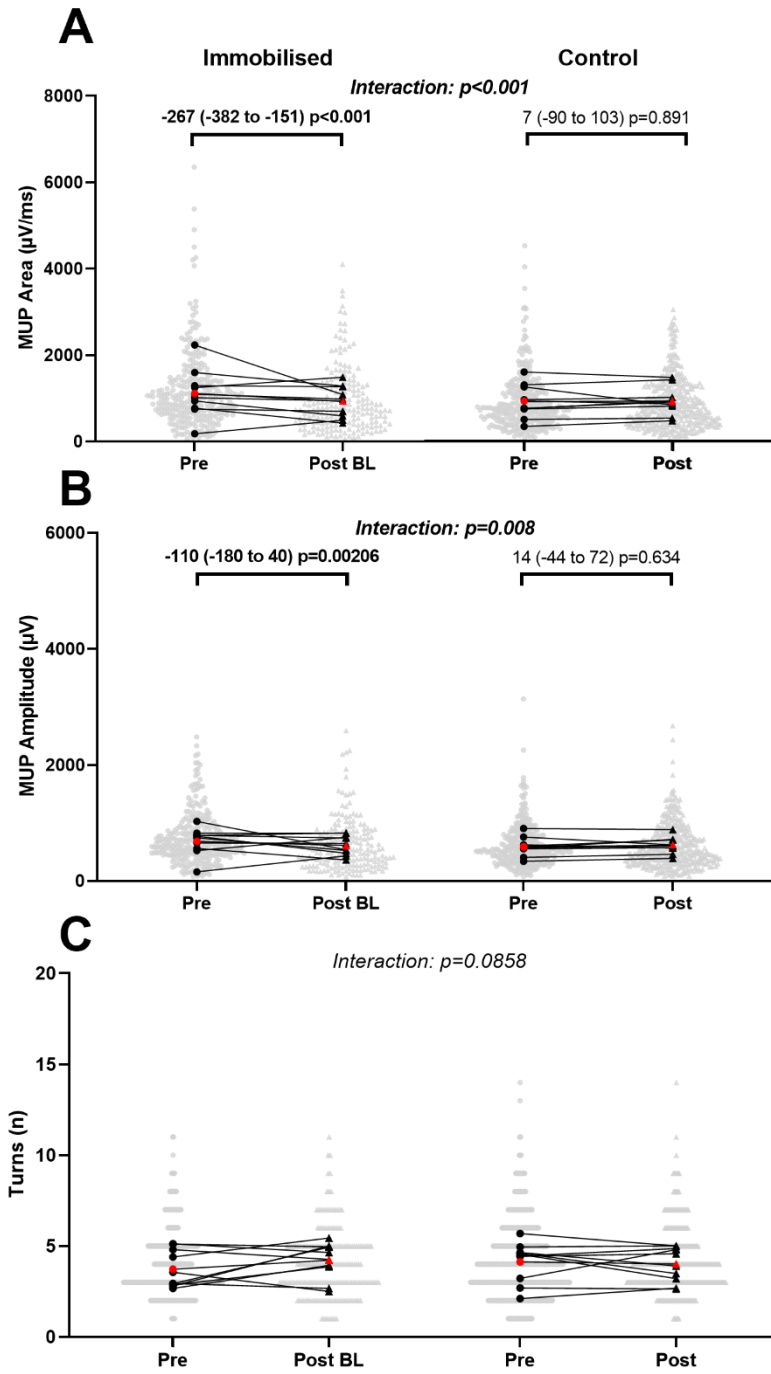 A
Immobilised Control
Interaction: p<0.001
-267 (-382 to -151) p<0.001 7 (-90 to 103) p=0.891
MUP Area (µV/ms)
8000
6000
4000
2000
0
Pre Post BL Pre Post
B
Interaction: p=0.008
-110 (-180 to 40) p=0.00206 14 (-44 to 72) p=0.634
MUP Amplitude (µV)
6000
4000
2000
0
Pre Post BL Pre Post
C
Interaction: p=0.0858
Turns (n)
20
15
10
5
0
Pre Post BL Pre Post